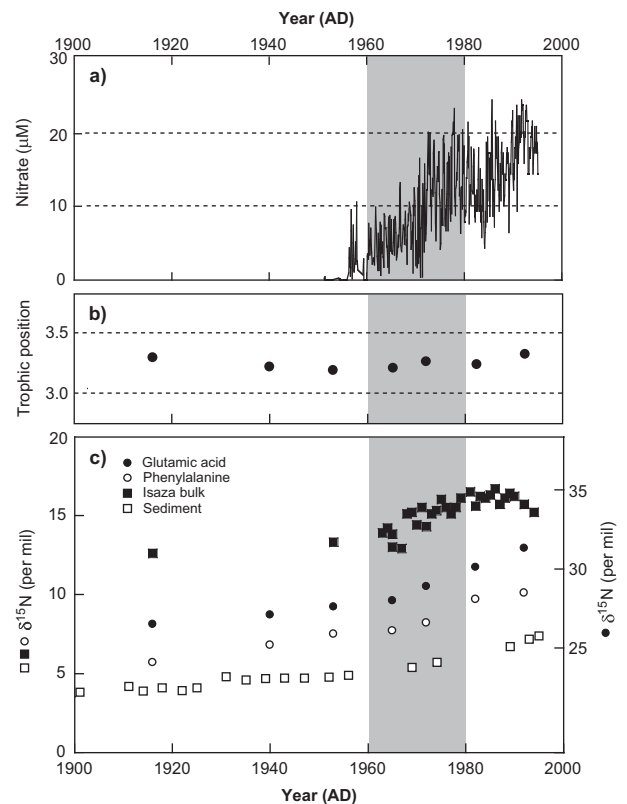 Year (AD)
1900 1920 1940 1960 1980 2000
a)
30
20
10
0
Nitrate (μM)
b)
3.5
3.0
Trophic position
c)
Glutamic acid
Phenylalanine
Isaza bulk
Sediment
20
15
10
5
0
δ15N (per mil)
35
30
25
δ15N (per mil)
1900 1920 1940 1960 1980 2000
Year (AD)